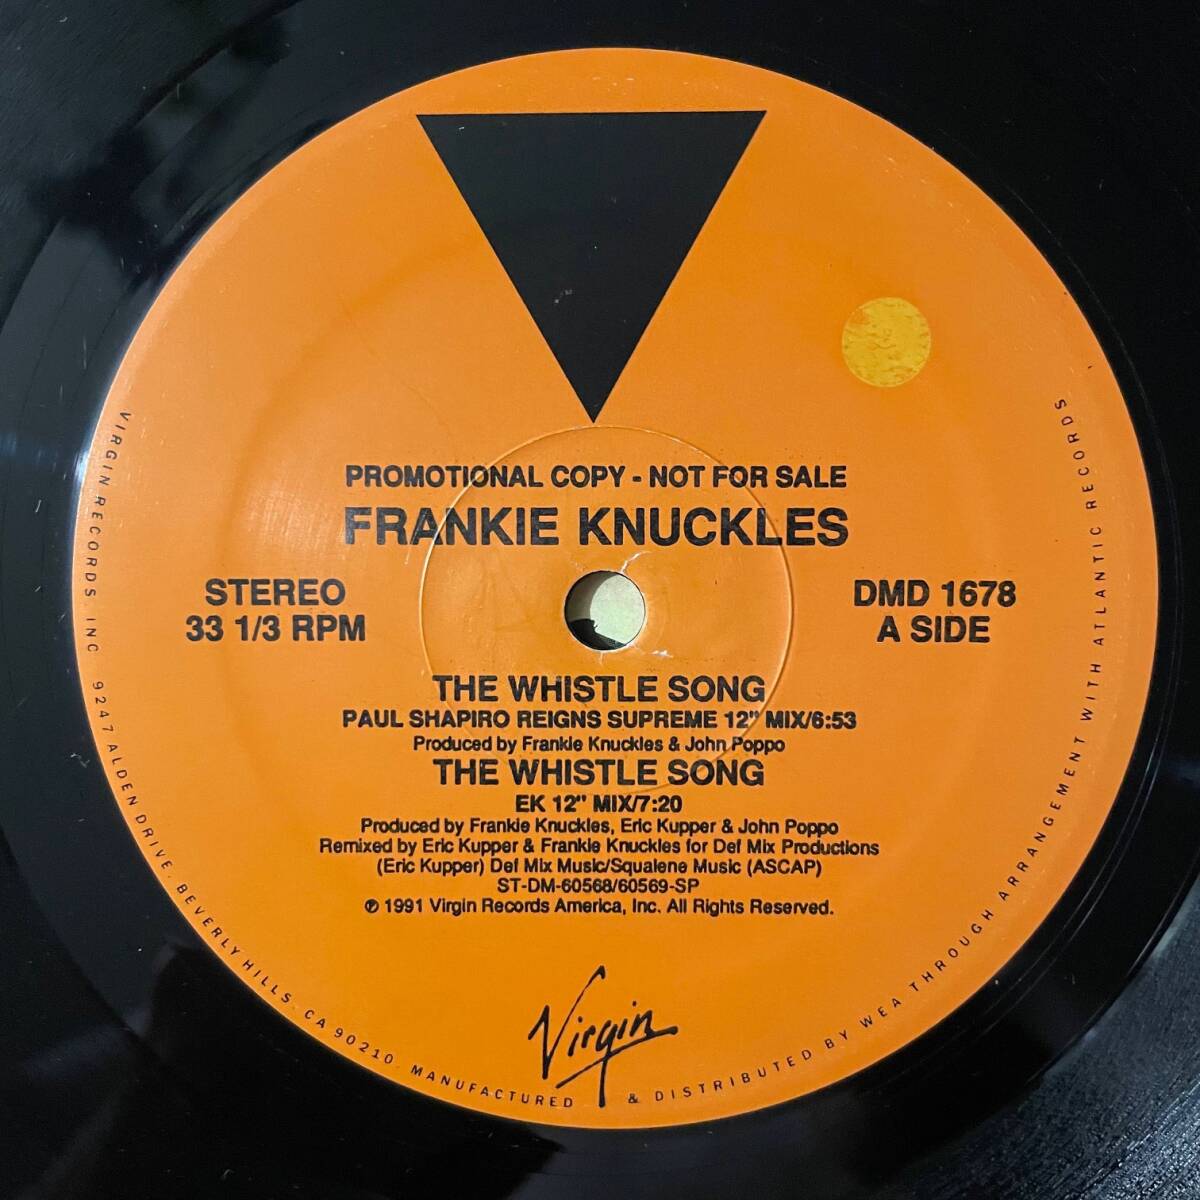 PROMOTIONAL COPY - NOT FOR SALE
FRANKIE KNUCKLES
STEREO
33 1/3 RPM
DMD 1678
A SIDE
THE WHISTLE SONG
PAUL SHAPIRO REIGNS SUPREME 12" MIX/6:53
Produced by Frankie Knuckles & John Poppo
THE WHISTLE SONG
EK 12" MIX/7:20
Produced by Frankie Knuckles, Eric Kupper & John Poppo
Remixed by Eric Kupper & Frankie Knuckles for Def Mix Productions
(Eric Kupper) Def Mix Music/Squalene Music (ASCAP)
ST-DM-60568/60569-SP
℗ 1991 Virgin Records America, Inc. All Rights Reserved.
Virgin
VIRGIN RECORDS, INC 9247 ALDEN DRIVE, BEVERLY HILLS, CA 90210. MANUFACTURED & DISTRIBUTED BY WEA THROUGH ARRANGEMENT WITH ATLANTIC RECORDS